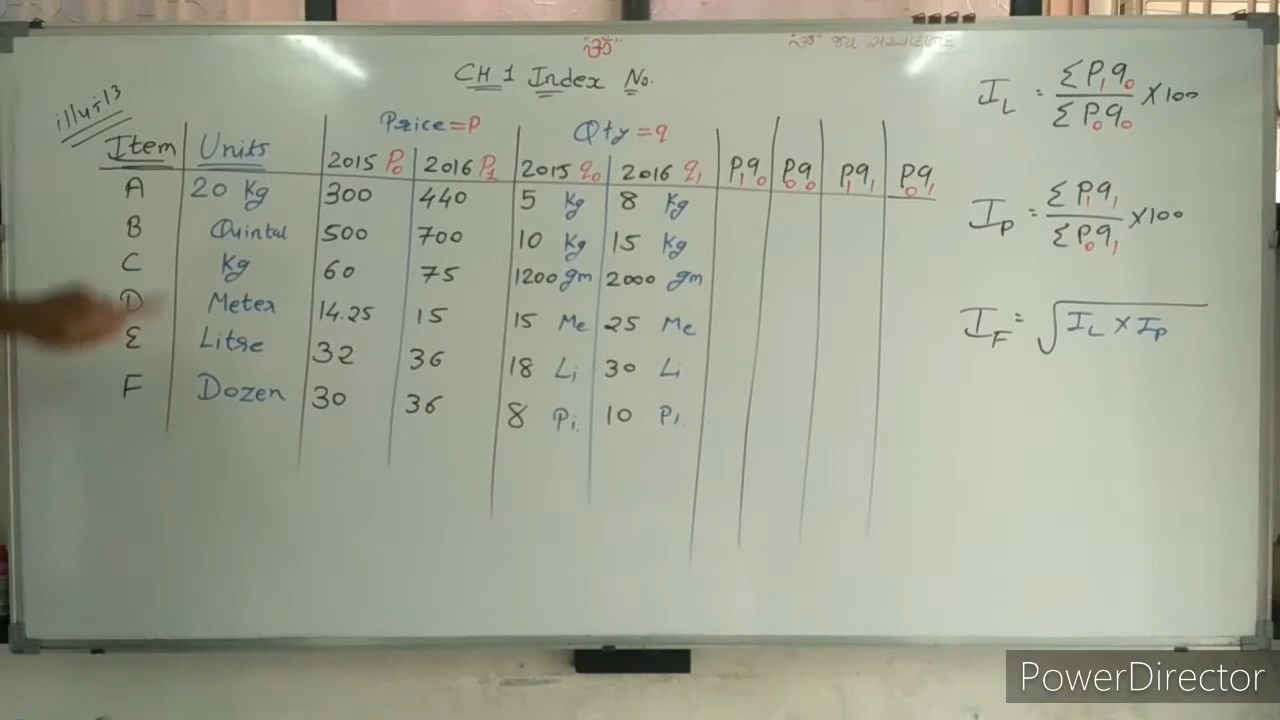 "ૐ"
CH 1 Index No.
illu:13
Item Units Price=P Qty=q
2015 P0 2016 P1 2015 q0 2016 q1 P1q0 P0q0 P1q1 P0q1
A 20 Kg 300 440 5 Kg 8 Kg
B Quintal 500 700 10 Kg 15 Kg
C Kg 60 75 1200 gm 2000 gm
D Meter 14.25 15 15 Me 25 Me
E Litre 32 36 18 Li 30 Li
F Dozen 30 36 8 Pi. 10 Pi
IL = ΣP1q0 / ΣP0q0 × 100
IP = ΣP1q1 / ΣP0q1 × 100
IF = √IL × IP
PowerDirector